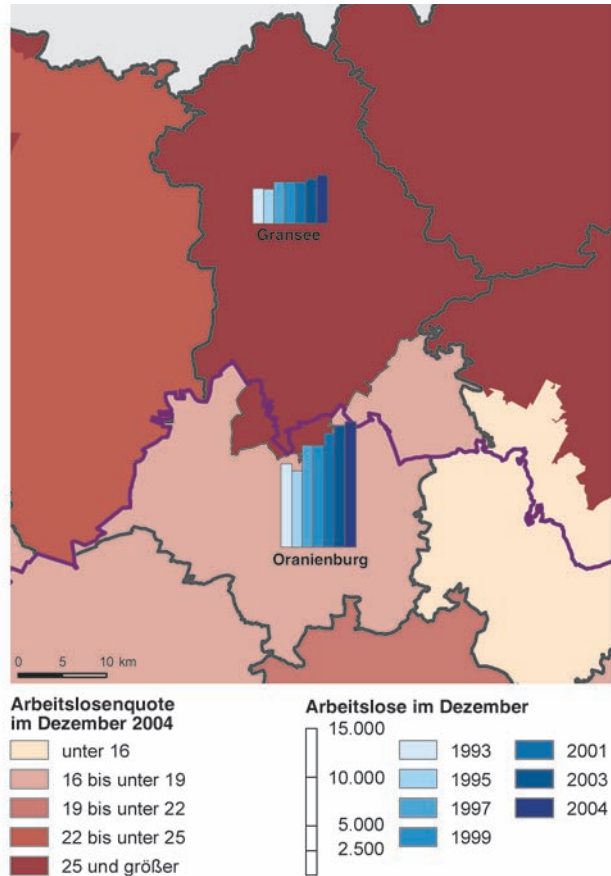 Gransee
Oranienburg
0 5 10 km
Arbeitslosenquote
im Dezember 2004
unter 16
16 bis unter 19
19 bis unter 22
22 bis unter 25
25 und größer
Arbeitslose im Dezember
15.000
10.000
5.000
2.500
1993
1995
1997
1999
2001
2003
2004